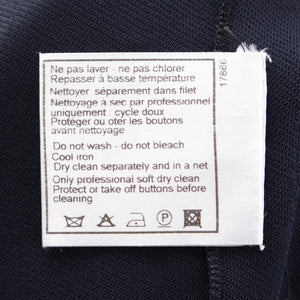 Ne pas laver - ne pas chlorer
Repasser à basse température
Nettoyer séparement dans filet
Nettoyage à sec par professionnel
uniquement : cycle doux
Protéger ou oter les boutons
avant nettoyage
Do not wash - do not bleach
Cool iron
Dry clean separately and in a net
Only professional soft dry clean
Protect or take off buttons before
cleaning
P